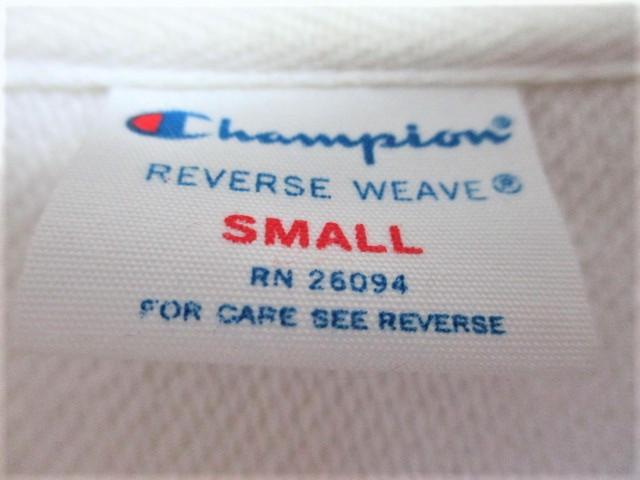 Champion®
REVERSE WEAVE®
SMALL
RN 26094
FOR CARE SEE REVERSE